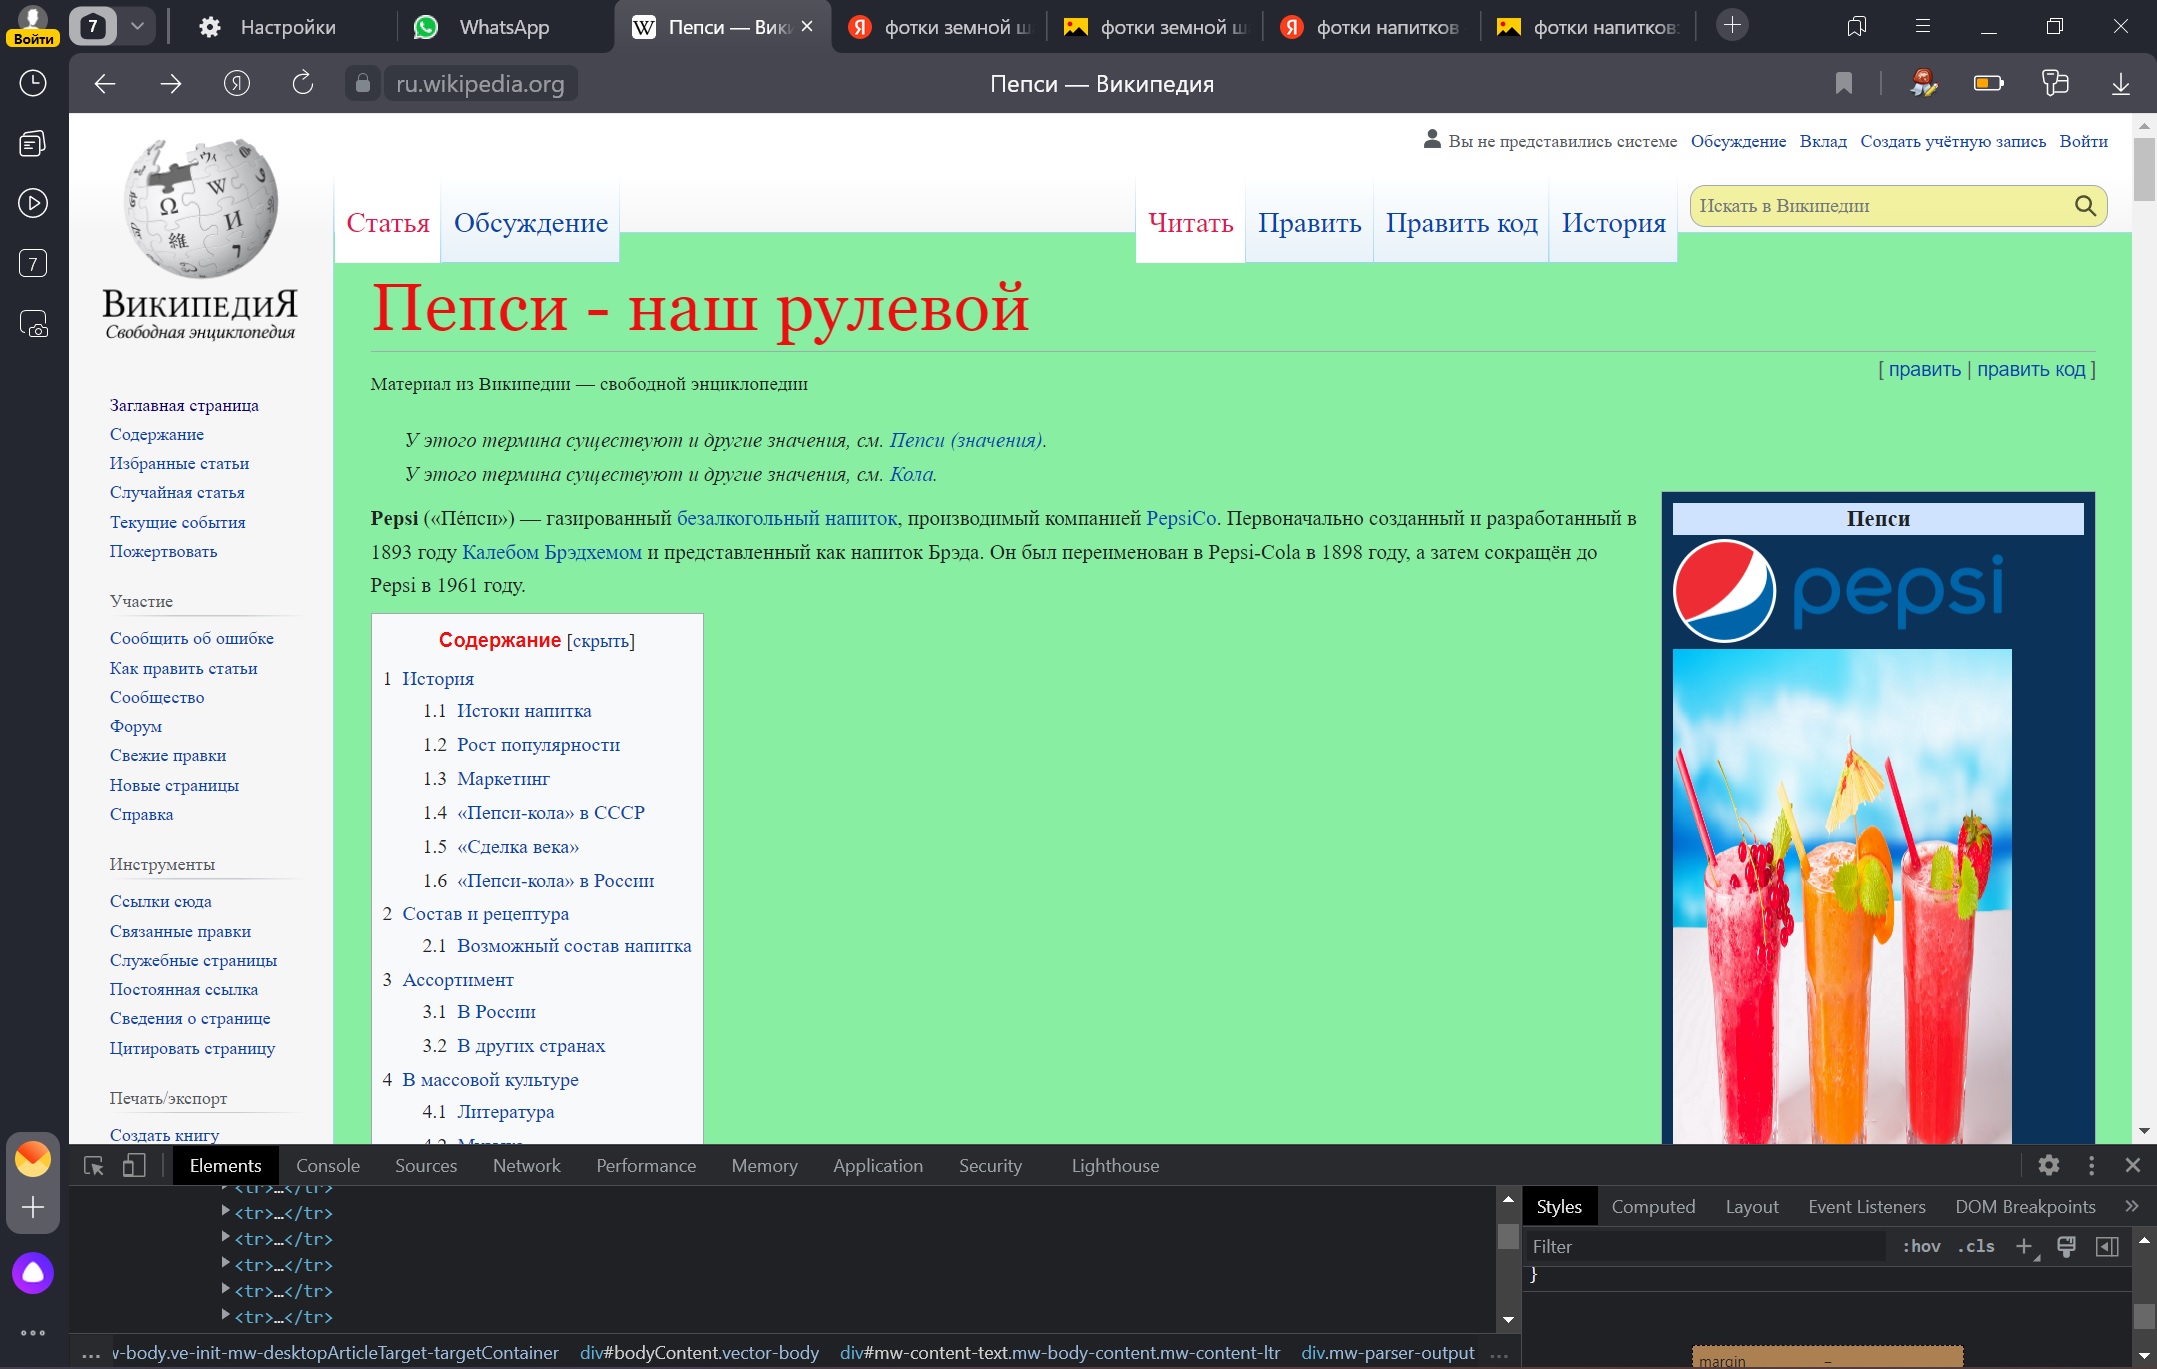 Войти
7
Настройки
WhatsApp
Пепси — Вики
фотки земной ш
фотки земной ш
фотки напитков
фотки напитков
ru.wikipedia.org
Пепси — Википедия
7
Вы не представились системе Обсуждение Вклад Создать учётную запись Войти
Статья Обсуждение
Читать Править Править код История
Искать в Википедии
ВикипедиЯ
Свободная энциклопедия
Заглавная страница
Содержание
Избранные статьи
Случайная статья
Текущие события
Пожертвовать
Участие
Сообщить об ошибке
Как править статьи
Сообщество
Форум
Свежие правки
Новые страницы
Справка
Инструменты
Ссылки сюда
Связанные правки
Служебные страницы
Постоянная ссылка
Сведения о странице
Цитировать страницу
Печать/экспорт
Создать книгу
Пепси - наш рулевой
[ править | править код ]
Материал из Википедии — свободной энциклопедии
У этого термина существуют и другие значения, см. Пепси (значения).
У этого термина существуют и другие значения, см. Кола.
Pepsi («Пе́пси») — газированный безалкогольный напиток, производимый компанией PepsiCo. Первоначально созданный и разработанный в
1893 году Калебом Брэдхемом и представленный как напиток Брэда. Он был переименован в Pepsi-Cola в 1898 году, а затем сокращён до
Pepsi в 1961 году.
Содержание [скрыть]
1 История
1.1 Истоки напитка
1.2 Рост популярности
1.3 Маркетинг
1.4 «Пепси-кола» в СССР
1.5 «Сделка века»
1.6 «Пепси-кола» в России
2 Состав и рецептура
2.1 Возможный состав напитка
3 Ассортимент
3.1 В России
3.2 В других странах
4 В массовой культуре
4.1 Литература
Пепси
pepsi
Elements Console Sources Network Performance Memory Application Security Lighthouse
<tr>…</tr>
<tr>…</tr>
<tr>…</tr>
<tr>…</tr>
<tr>…</tr>
<tr>…</tr>
... v-body.ve-init-mw-desktopArticleTarget-targetContainer div#bodyContent.vector-body div#mw-content-text.mw-body-content.mw-content-ltr div.mw-parser-output ...
Styles Computed Layout Event Listeners DOM Breakpoints »
Filter :hov .cls +
}
margin –